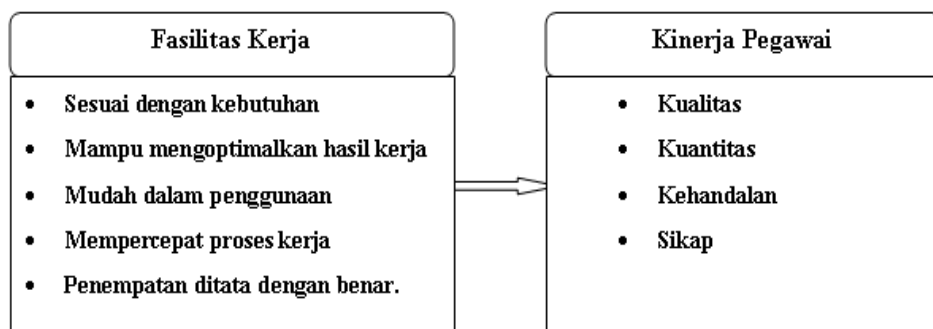 Fasilitas Kerja
• Sesuai dengan kebutuhan
• Mampu mengoptimalkan hasil kerja
• Mudah dalam penggunaan
• Mempercepat proses kerja
• Penempatan ditata dengan benar.
Kinerja Pegawai
• Kualitas
• Kuantitas
• Kehandalan
• Sikap